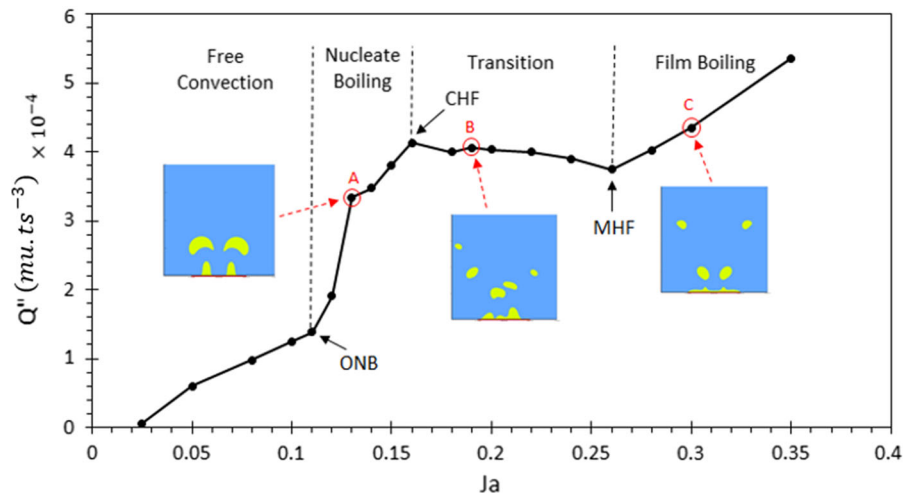 6
5
4
3
2
1
0
Q" (mu.ts⁻³) × 10⁻⁴
Free
Convection
Nucleate
Boiling
Transition
Film Boiling
CHF
A
B
C
MHF
ONB
0
0.05
0.1
0.15
0.2
0.25
0.3
0.35
0.4
Ja